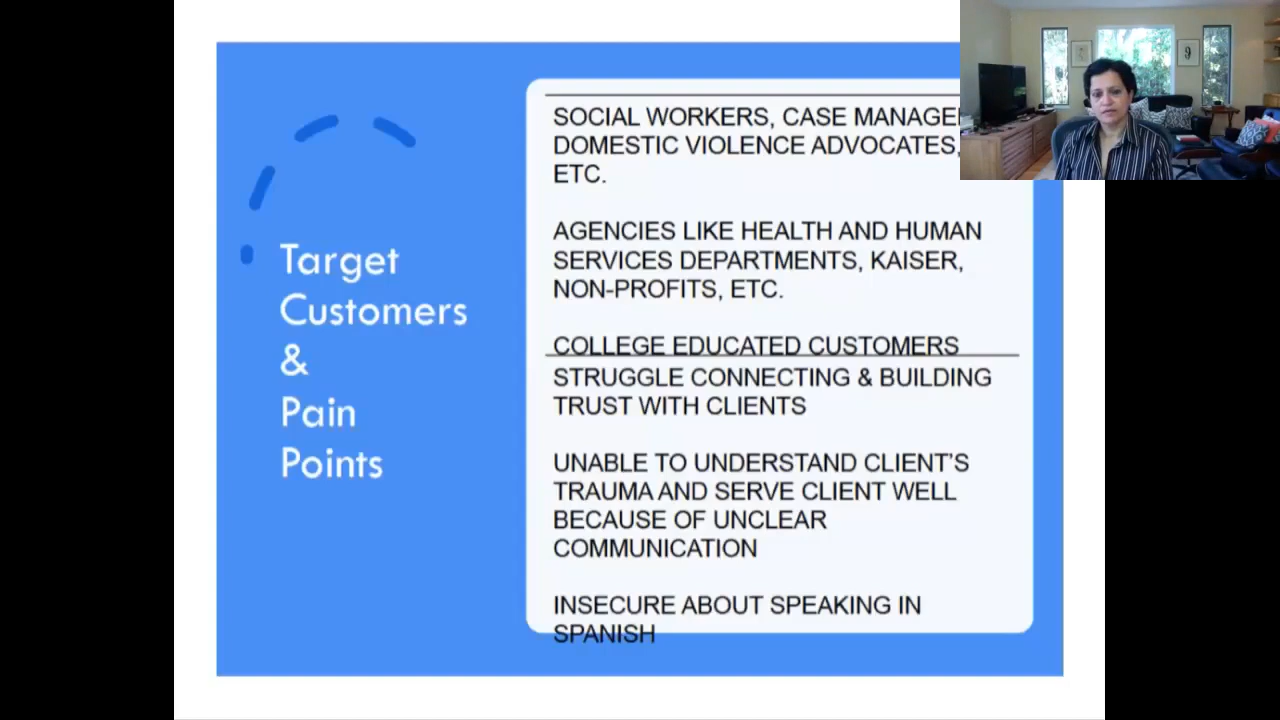 Target
Customers
&
Pain
Points
SOCIAL WORKERS, CASE
DOMESTIC VIOLENCE ADVOCATES,
ETC.
AGENCIES LIKE HEALTH AND HUMAN
SERVICES DEPARTMENTS, KAISER,
NON-PROFITS, ETC.
COLLEGE EDUCATED CUSTOMERS
STRUGGLE CONNECTING & BUILDING
TRUST WITH CLIENTS
UNABLE TO UNDERSTAND CLIENT'S
TRAUMA AND SERVE CLIENT WELL
BECAUSE OF UNCLEAR
COMMUNICATION
INSECURE ABOUT SPEAKING IN
SPANISH